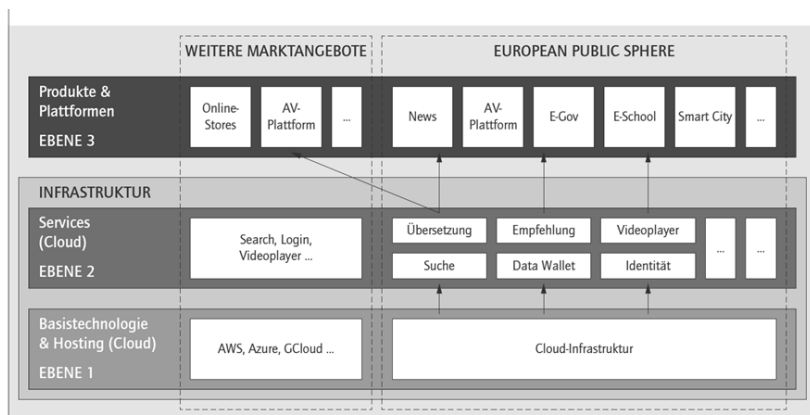 WEITERE MARKTANGEBOTE
EUROPEAN PUBLIC SPHERE
Produkte &
Plattformen
EBENE 3
Online-
Stores
AV-
Plattform
...
News
AV-
Plattform
E-Gov
E-School
Smart City
...
INFRASTRUKTUR
Services
(Cloud)
EBENE 2
Search, Login,
Videoplayer ...
Übersetzung
Empfehlung
Videoplayer
Suche
Data Wallet
Identität
...
...
Basistechnologie
& Hosting (Cloud)
EBENE 1
AWS, Azure, GCloud ...
Cloud-Infrastruktur